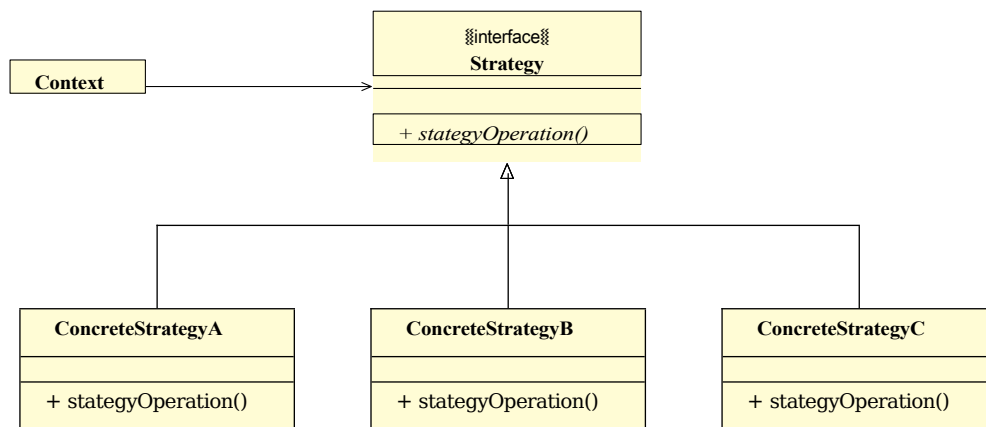 ※interface※
Strategy
Context
+ stategyOperation()
ConcreteStrategyA
ConcreteStrategyB
ConcreteStrategyC
+ stategyOperation()
+ stategyOperation()
+ stategyOperation()